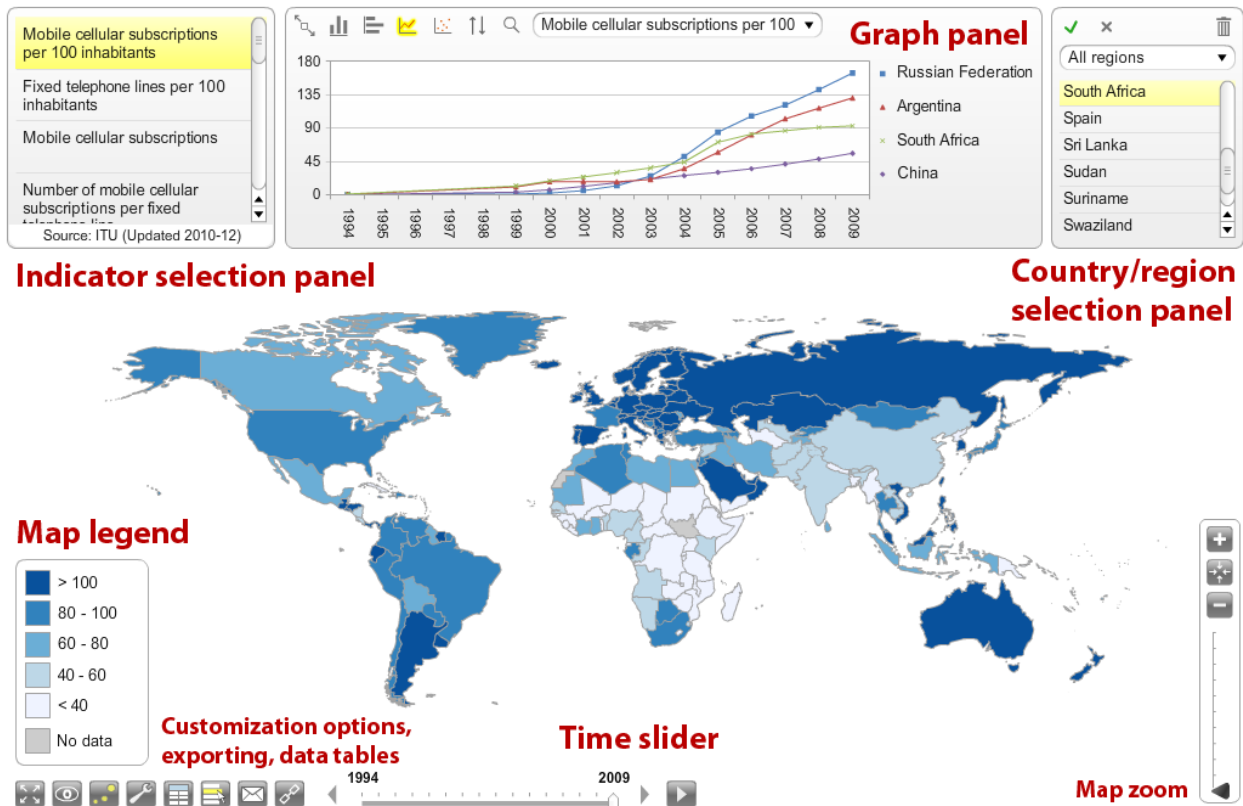 Mobile cellular subscriptions
per 100 inhabitants
Fixed telephone lines per 100
inhabitants
Mobile cellular subscriptions
Number of mobile cellular
subscriptions per fixed
telephone line
Source: ITU (Updated 2010-12)
Indicator selection panel
Mobile cellular subscriptions per 100
Graph panel
180
135
90
45
0
1994
1995
1996
1997
1998
1999
2000
2001
2002
2003
2004
2005
2006
2007
2008
2009
Russian Federation
Argentina
South Africa
China
All regions
South Africa
Spain
Sri Lanka
Sudan
Suriname
Swaziland
Country/region
selection panel
Map legend
> 100
80 - 100
60 - 80
40 - 60
< 40
No data
Customization options,
exporting, data tables
Time slider
1994
2009
Map zoom